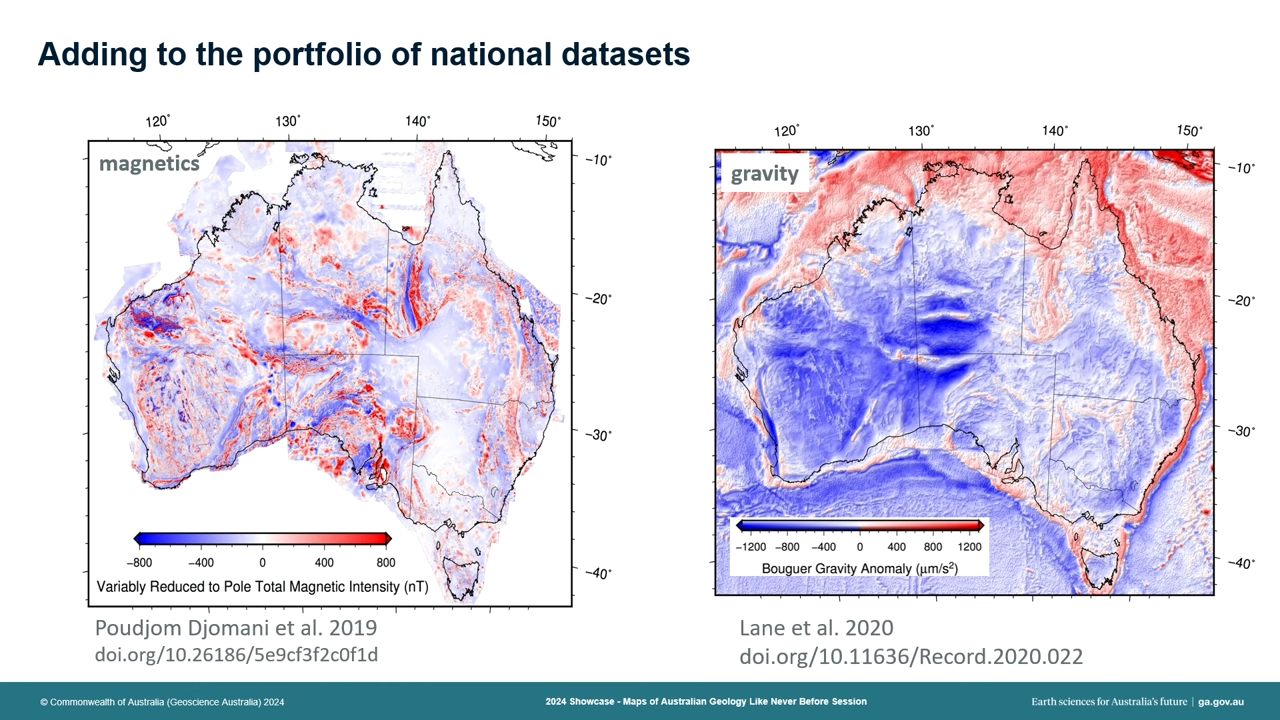 Adding to the portfolio of national datasets
120° 130° 140° 150°
magnetics
−10°
−20°
−30°
−40°
−800 −400 0 400 800
Variably Reduced to Pole Total Magnetic Intensity (nT)
Poudjom Djomani et al. 2019
doi.org/10.26186/5e9cf3f2c0f1d
120° 130° 140° 150°
gravity
−10°
−20°
−30°
−40°
−1200 −800 −400 0 400 800 1200
Bouguer Gravity Anomaly (μm/s²)
Lane et al. 2020
doi.org/10.11636/Record.2020.022
© Commonwealth of Australia (Geoscience Australia) 2024
2024 Showcase - Maps of Australian Geology Like Never Before Session
Earth sciences for Australia's future | ga.gov.au